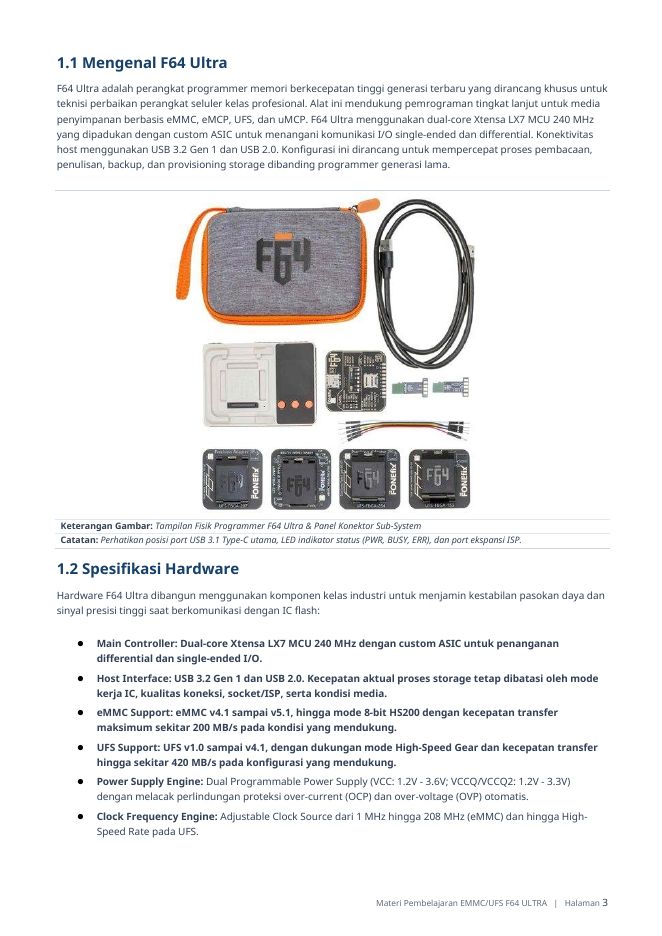 1.1 Mengenal F64 Ultra
F64 Ultra adalah perangkat programmer memori berkecepatan tinggi generasi terbaru yang dirancang khusus untuk
teknisi perbaikan perangkat seluler kelas profesional. Alat ini mendukung pemrograman tingkat lanjut untuk media
penyimpanan berbasis eMMC, eMCP, UFS, dan uMCP. F64 Ultra menggunakan dual-core Xtensa LX7 MCU 240 MHz
yang dipadukan dengan custom ASIC untuk menangani komunikasi I/O single-ended dan differential. Konektivitas
host menggunakan USB 3.2 Gen 1 dan USB 2.0. Konfigurasi ini dirancang untuk mempercepat proses pembacaan,
penulisan, backup, dan provisioning storage dibanding programmer generasi lama.
F64
F64
FONEFIX
FONEFIX
FONEFIX
FONEFIX
Keterangan Gambar: Tampilan Fisik Programmer F64 Ultra & Panel Konektor Sub-System
Catatan: Perhatikan posisi port USB 3.1 Type-C utama, LED indikator status (PWR, BUSY, ERR), dan port ekspansi ISP.
1.2 Spesifikasi Hardware
Hardware F64 Ultra dibangun menggunakan komponen kelas industri untuk menjamin kestabilan pasokan daya dan
sinyal presisi tinggi saat berkomunikasi dengan IC flash:
● Main Controller: Dual-core Xtensa LX7 MCU 240 MHz dengan custom ASIC untuk penanganan
differential dan single-ended I/O.
● Host Interface: USB 3.2 Gen 1 dan USB 2.0. Kecepatan aktual proses storage tetap dibatasi oleh mode
kerja IC, kualitas koneksi, socket/ISP, serta kondisi media.
● eMMC Support: eMMC v4.1 sampai v5.1, hingga mode 8-bit HS200 dengan kecepatan transfer
maksimum sekitar 200 MB/s pada kondisi yang mendukung.
● UFS Support: UFS v1.0 sampai v4.1, dengan dukungan mode High-Speed Gear dan kecepatan transfer
hingga sekitar 420 MB/s pada konfigurasi yang mendukung.
● Power Supply Engine: Dual Programmable Power Supply (VCC: 1.2V - 3.6V; VCCQ/VCCQ2: 1.2V - 3.3V)
dengan melacak perlindungan proteksi over-current (OCP) dan over-voltage (OVP) otomatis.
● Clock Frequency Engine: Adjustable Clock Source dari 1 MHz hingga 208 MHz (eMMC) dan hingga High-
Speed Rate pada UFS.
Materi Pembelajaran EMMC/UFS F64 ULTRA | Halaman 3